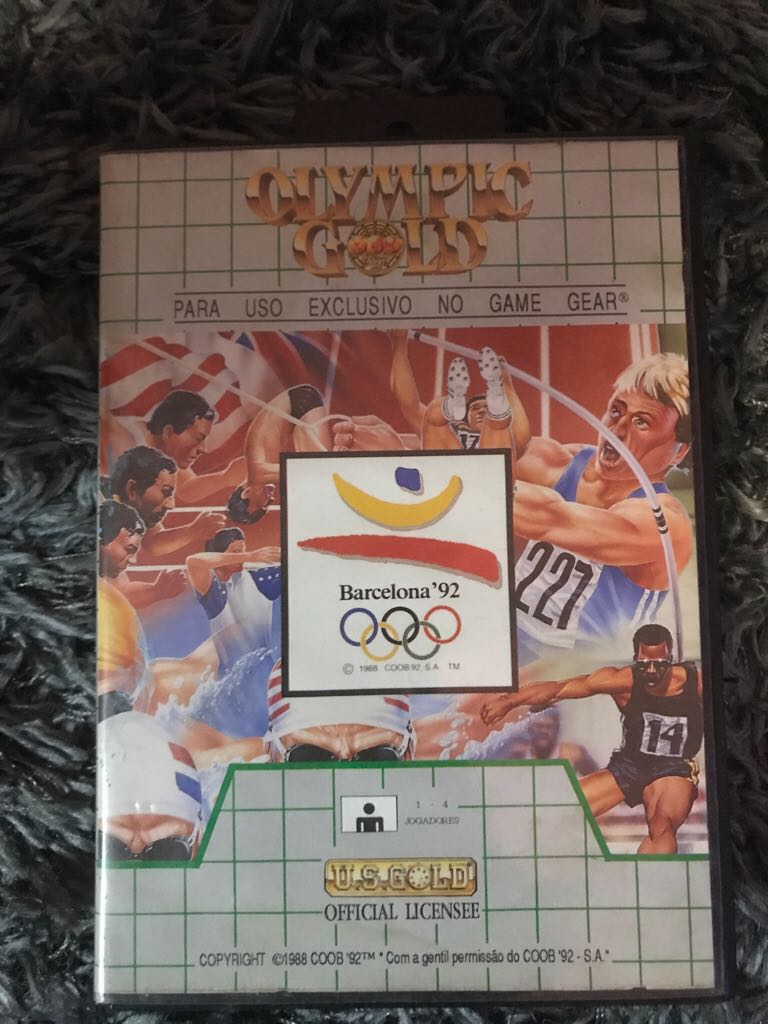 OLYMPIC
GOLD
PARA USO EXCLUSIVO NO GAME GEAR®
227
14
Barcelona'92
© 1988 COOB'92 S.A. TM
1 - 4
JOGADORES
U.S. GOLD
OFFICIAL LICENSEE
COPYRIGHT ©1988 COOB '92™ " Com a gentil permissão do COOB '92 - S.A."